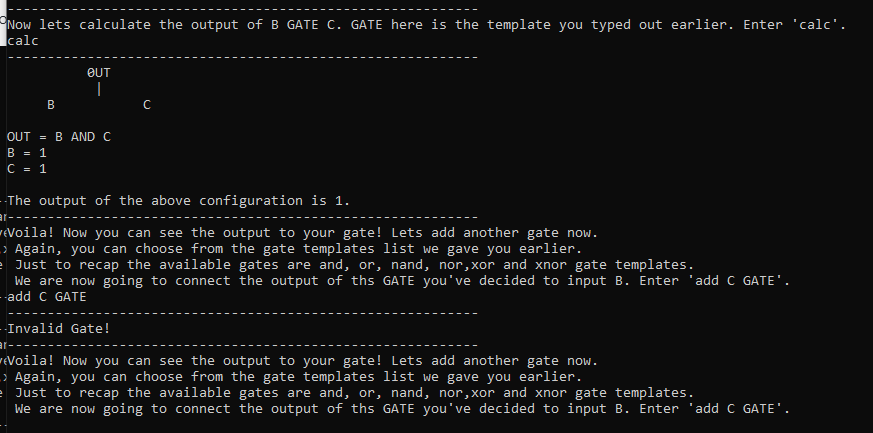 ------------------------------------------------------------
Now lets calculate the output of B GATE C. GATE here is the template you typed out earlier. Enter 'calc'.
calc
------------------------------------------------------------
0UT
|
B C
OUT = B AND C
B = 1
C = 1
The output of the above configuration is 1.
------------------------------------------------------------
Voila! Now you can see the output to your gate! Lets add another gate now.
Again, you can choose from the gate templates list we gave you earlier.
Just to recap the available gates are and, or, nand, nor,xor and xnor gate templates.
We are now going to connect the output of ths GATE you've decided to input B. Enter 'add C GATE'.
add C GATE
------------------------------------------------------------
Invalid Gate!
------------------------------------------------------------
Voila! Now you can see the output to your gate! Lets add another gate now.
Again, you can choose from the gate templates list we gave you earlier.
Just to recap the available gates are and, or, nand, nor,xor and xnor gate templates.
We are now going to connect the output of ths GATE you've decided to input B. Enter 'add C GATE'.